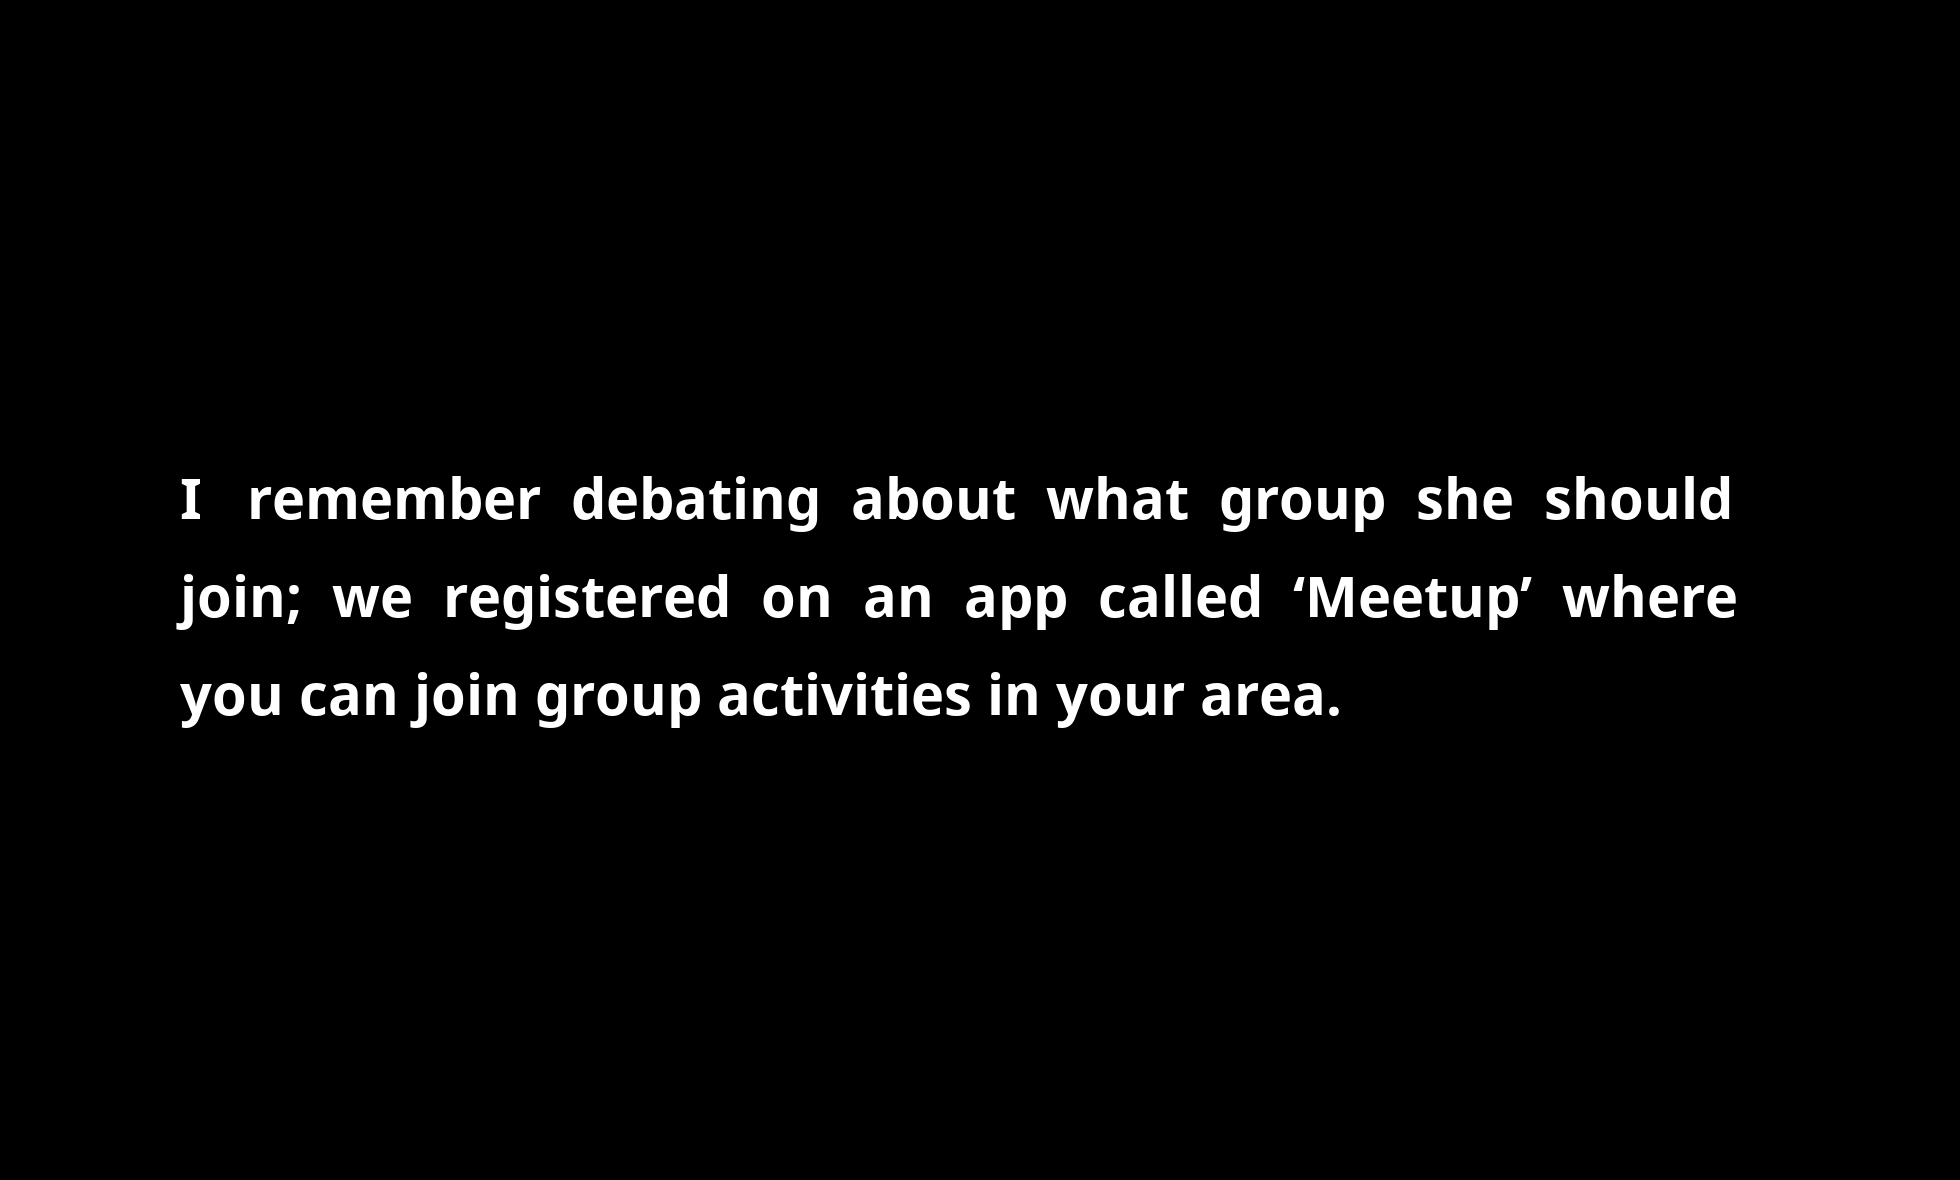 I remember debating about what group she should
join; we registered on an app called ‘Meetup’ where
you can join group activities in your area.